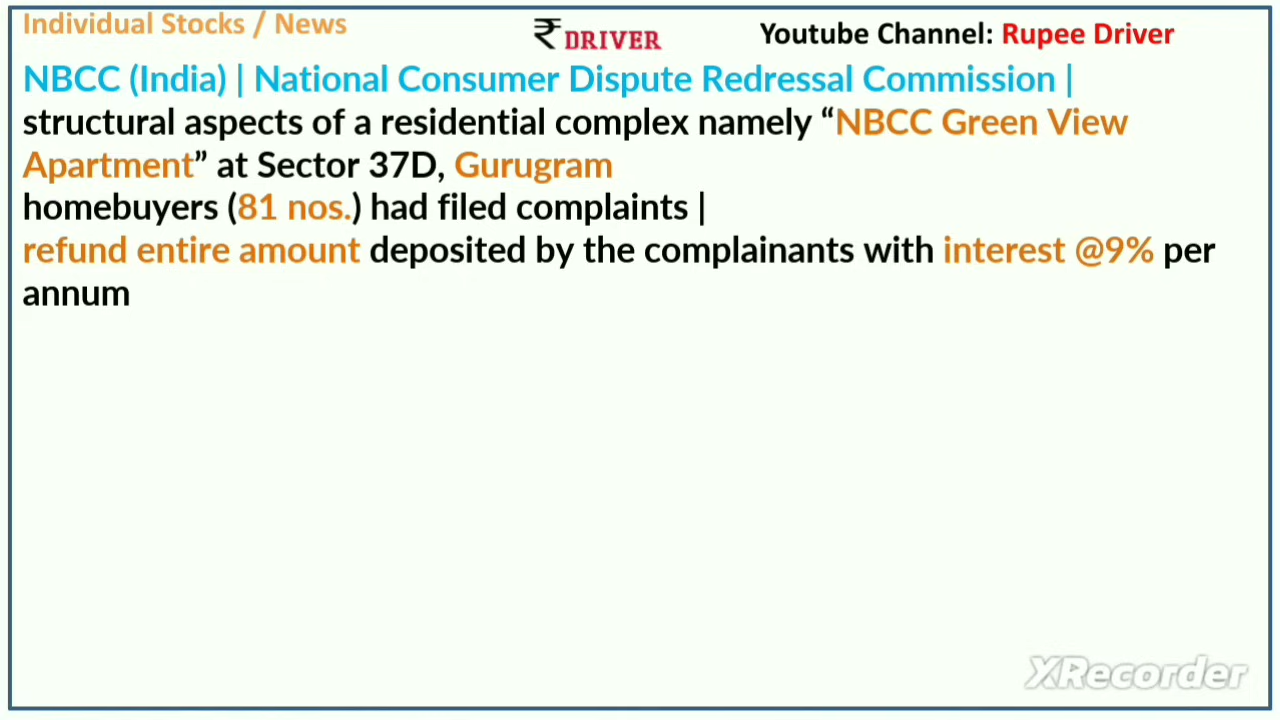 Individual Stocks / News
₹ DRIVER
Youtube Channel: Rupee Driver
NBCC (India) | National Consumer Dispute Redressal Commission |
structural aspects of a residential complex namely “NBCC Green View
Apartment” at Sector 37D, Gurugram
homebuyers (81 nos.) had filed complaints |
refund entire amount deposited by the complainants with interest @9% per
annum
XRecorder